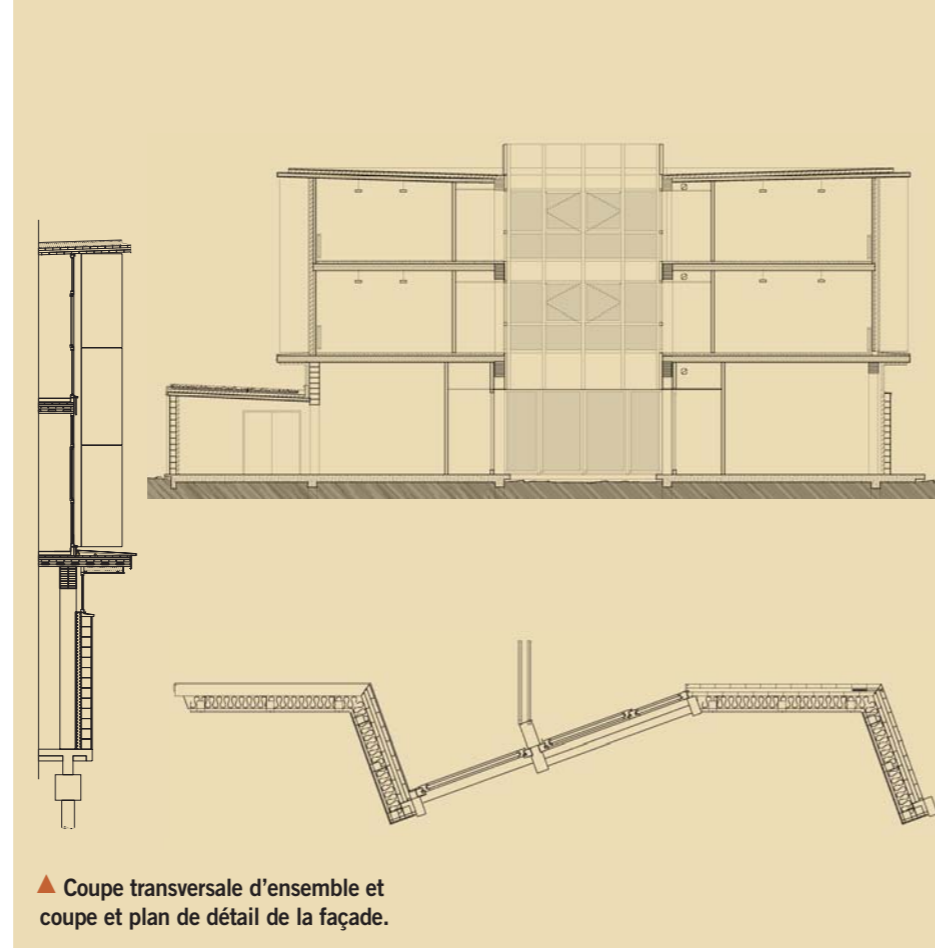 Coupe transversale d’ensemble et
coupe et plan de détail de la façade.